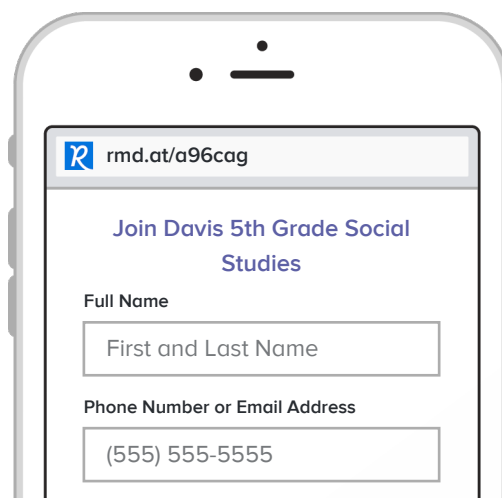 rmd.at/a96cag
Join Davis 5th Grade Social
Studies
Full Name
First and Last Name
Phone Number or Email Address
(555) 555-5555